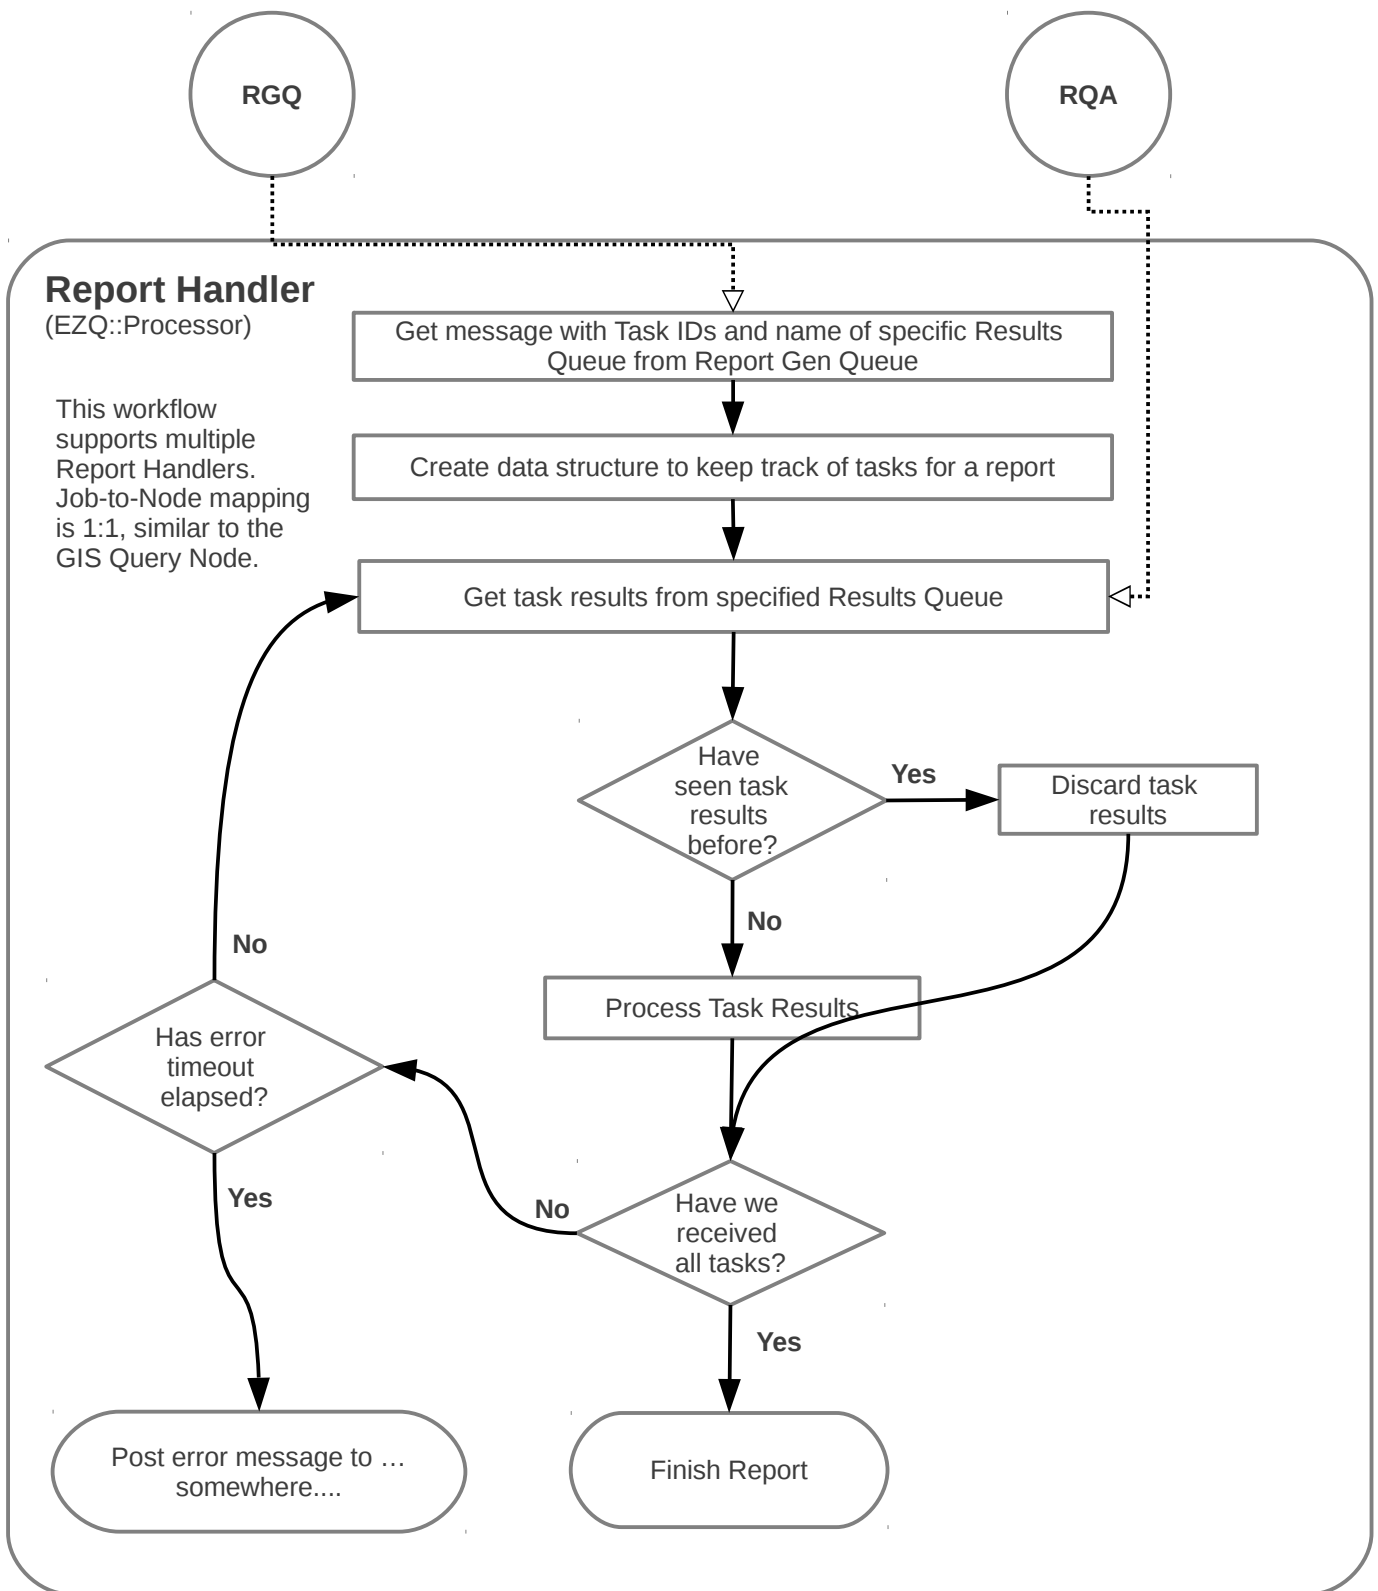 RGQ
RQA
Report Handler
(EZQ::Processor)
Get message with Task IDs and name of specific Results
Queue from Report Gen Queue
This workflow
supports multiple
Report Handlers.
Job-to-Node mapping
is 1:1, similar to the
GIS Query Node.
Create data structure to keep track of tasks for a report
Get task results from specified Results Queue
Have
seen task
results
before?
Yes
Discard task
results
No
No
Process Task Results
Has error
timeout
elapsed?
Yes
No
Have we
received
all tasks?
Yes
Post error message to …
somewhere....
Finish Report